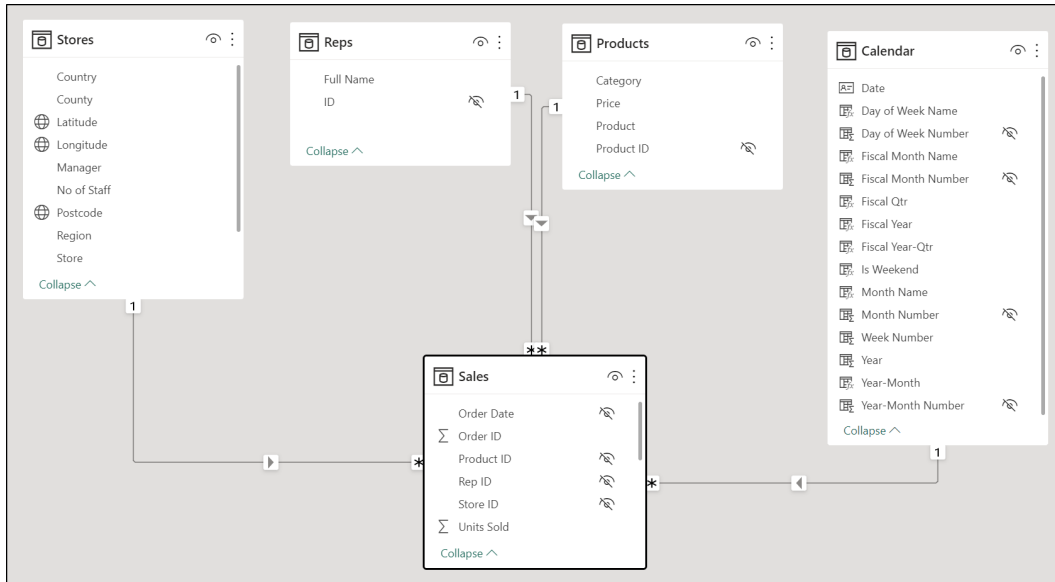 Stores
Country
County
Latitude
Longitude
Manager
No of Staff
Postcode
Region
Store
Collapse
1
Reps
Full Name
ID
Collapse
1
Products
Category
Price
Product
Product ID
Collapse
1
Calendar
Date
Day of Week Name
Day of Week Number
Fiscal Month Name
Fiscal Month Number
Fiscal Qtr
Fiscal Year
Fiscal Year-Qtr
Is Weekend
Month Name
Month Number
Week Number
Year
Year-Month
Year-Month Number
Collapse
1
**
Sales
Order Date
∑ Order ID
Product ID
Rep ID
Store ID
∑ Units Sold
Collapse
*
*